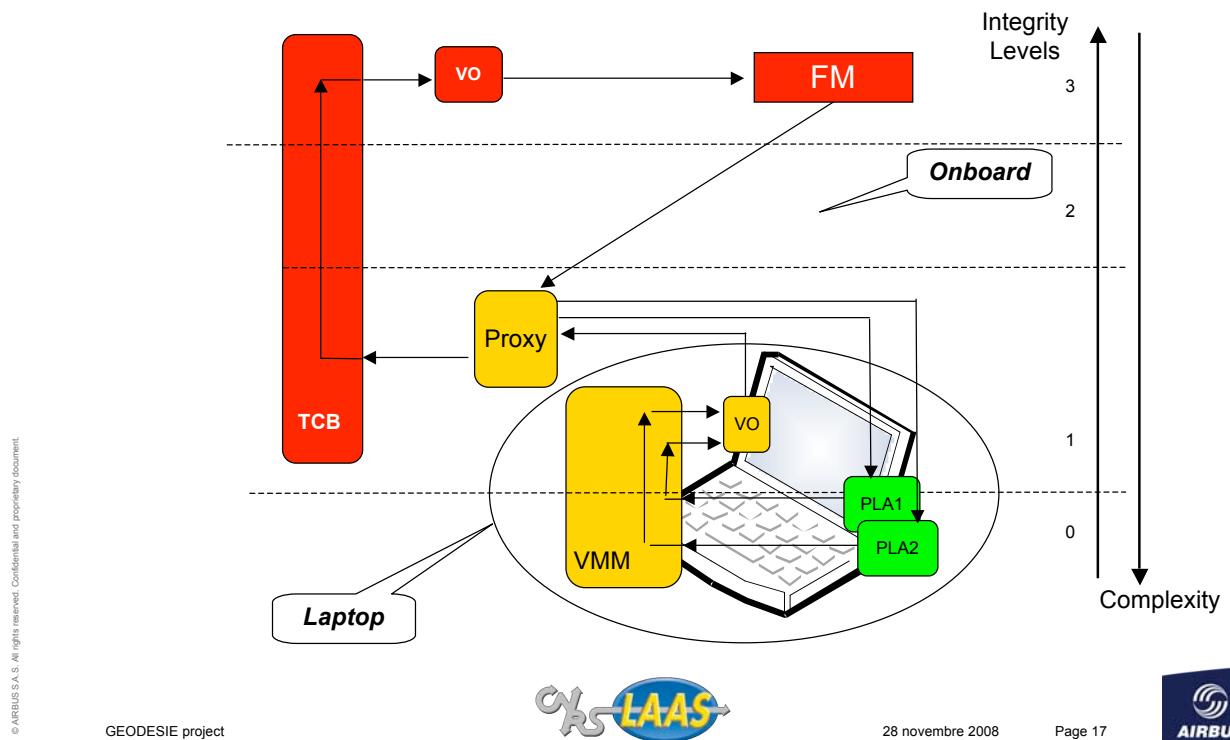 Integrity
Levels
VO
FM
3
Onboard
2
Proxy
TCB
VO
1
PLA1
0
PLA2
VMM
Complexity
Laptop
© AIRBUS S.A.S. All rights reserved. Confidential and proprietary document.
CNRS
LAAS
GEODESIE project
28 novembre 2008
Page 17